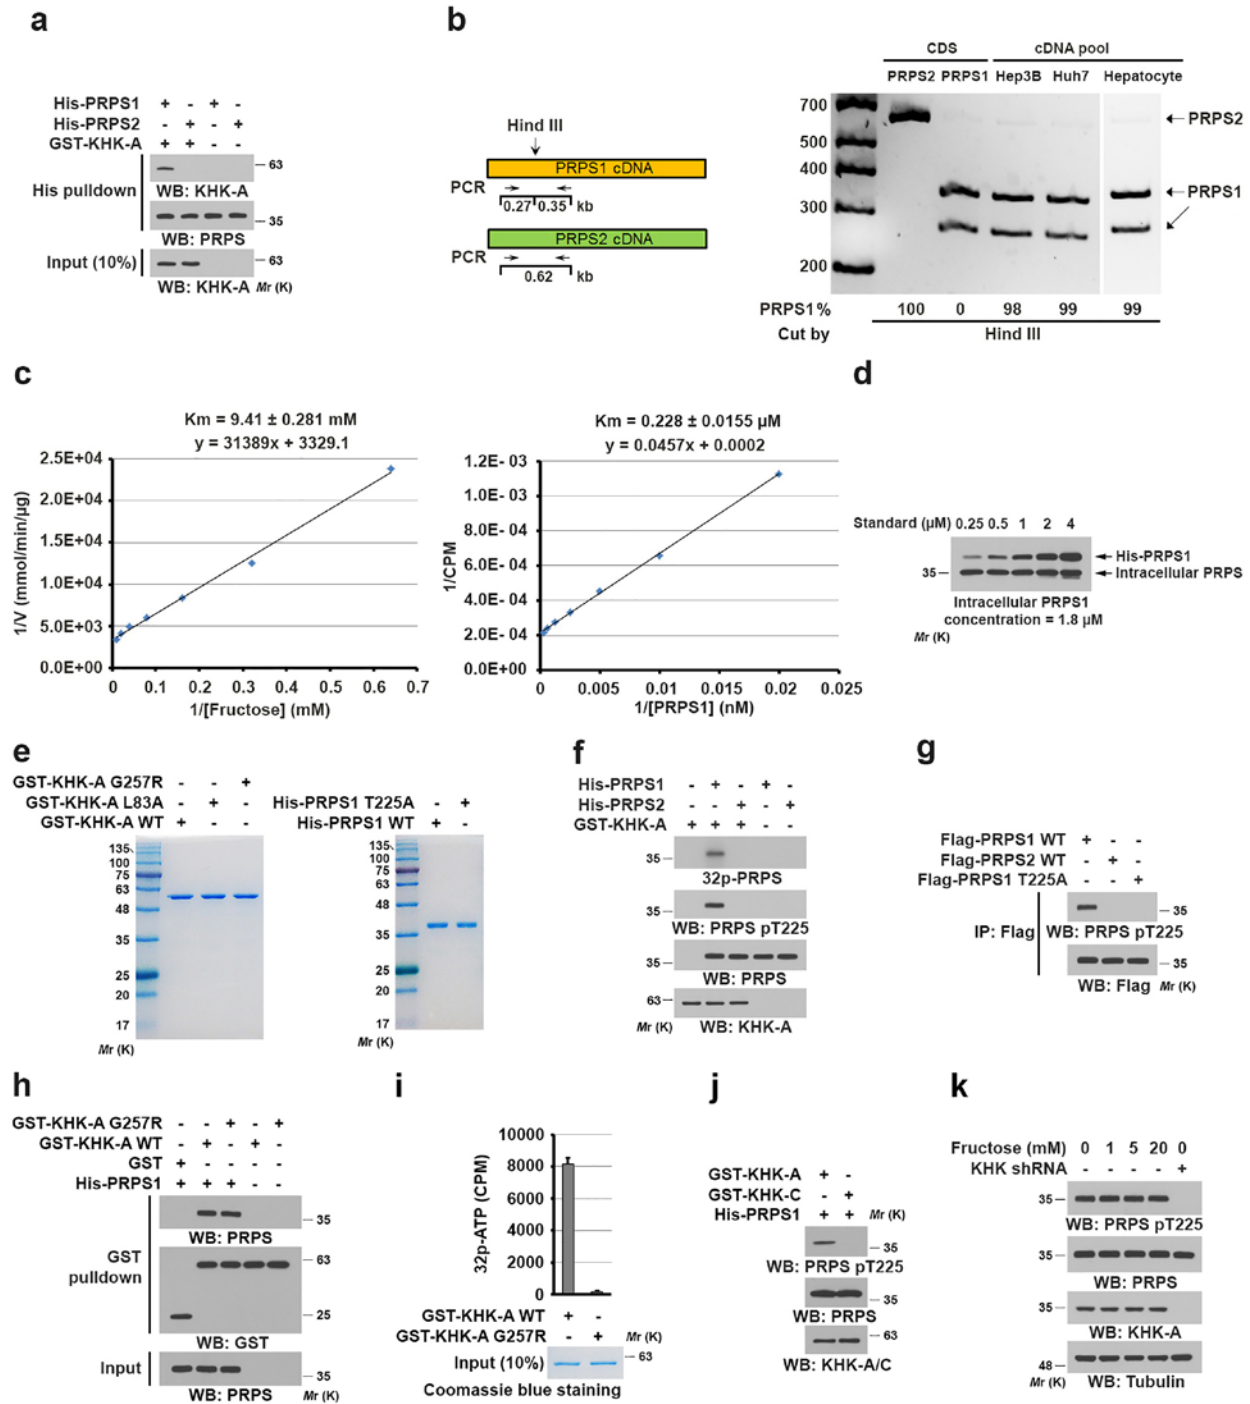 a
His-PRPS1 + - + -
His-PRPS2 - + - +
GST-KHK-A + + - -
His pulldown
63
WB: KHK-A
35
WB: PRPS
Input (10%)
63
WB: KHK-A Mr (K)
b
Hind III
PRPS1 cDNA
PCR
0.27 0.35 kb
PRPS2 cDNA
PCR
0.62 kb
CDS cDNA pool
PRPS2 PRPS1 Hep3B Huh7 Hepatocyte
700
500
400
300
200
PRPS2
PRPS1
PRPS1% 100 0 98 99 99
Cut by Hind III
c
Km = 9.41 ± 0.281 mM
y = 31389x + 3329.1
2.5E+04
2.0E+04
1.5E+04
1.0E+04
5.0E+03
0.0E+00
1/V (mmol/min/µg)
0 0.1 0.2 0.3 0.4 0.5 0.6 0.7
1/[Fructose] (mM)
Km = 0.228 ± 0.0155 µM
y = 0.0457x + 0.0002
1.2E-03
1.0E-03
8.0E-04
6.0E-04
4.0E-04
2.0E-04
0.0E+00
1/CPM
0 0.005 0.01 0.015 0.02 0.025
1/[PRPS1] (nM)
d
Standard (µM) 0.25 0.5 1 2 4
His-PRPS1
35
Intracellular PRPS
Intracellular PRPS1
concentration = 1.8 µM
Mr (K)
e
GST-KHK-A G257R - - +
GST-KHK-A L83A - + -
GST-KHK-A WT + - -
135
100
75
63
48
35
25
20
17
Mr (K)
His-PRPS1 T225A - +
His-PRPS1 WT + -
135
100
75
63
48
35
25
20
17
Mr (K)
f
His-PRPS1 - + - + -
His-PRPS2 - - + - +
GST-KHK-A + + + - -
35
32p-PRPS
35
WB: PRPS pT225
35
WB: PRPS
63
Mr (K) WB: KHK-A
g
Flag-PRPS1 WT + - -
Flag-PRPS2 WT - + -
Flag-PRPS1 T225A - - +
IP: Flag
35
WB: PRPS pT225
35
WB: Flag Mr (K)
h
GST-KHK-A G257R - - + - +
GST-KHK-A WT - + - + -
GST + - - - -
His-PRPS1 + + + - -
GST
pulldown
35
WB: PRPS
63
25
WB: GST
Input
35
WB: PRPS Mr (K)
i
10000
8000
6000
4000
2000
0
32p-ATP (CPM)
GST-KHK-A WT + -
GST-KHK-A G257R - + Mr (K)
Input (10%) 63
Coomassie blue staining
j
GST-KHK-A + -
GST-KHK-C - +
His-PRPS1 + + Mr (K)
35
WB: PRPS pT225
35
WB: PRPS
63
WB: KHK-A/C
k
Fructose (mM) 0 1 5 20 0
KHK shRNA - - - - +
35
WB: PRPS pT225
35
WB: PRPS
35
WB: KHK-A
48
Mr (K) WB: Tubulin